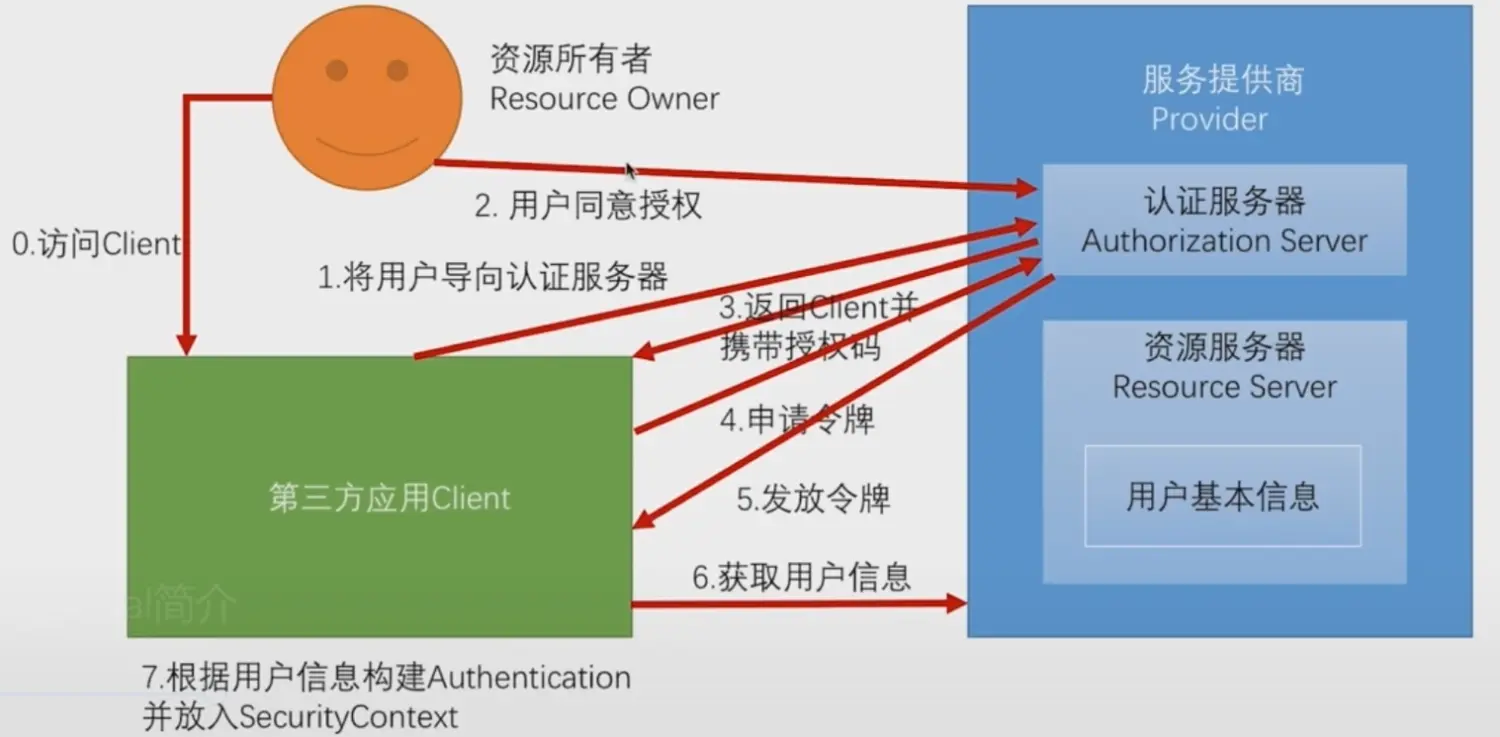 资源所有者
Resource Owner
服务提供商
Provider
2. 用户同意授权
认证服务器
Authorization Server
0.访问Client
1.将用户导向认证服务器
3.返回Client并
携带授权码
资源服务器
Resource Server
4.申请令牌
第三方应用Client
5.发放令牌
用户基本信息
6.获取用户信息
al简介
7.根据用户信息构建Authentication
并放入SecurityContext